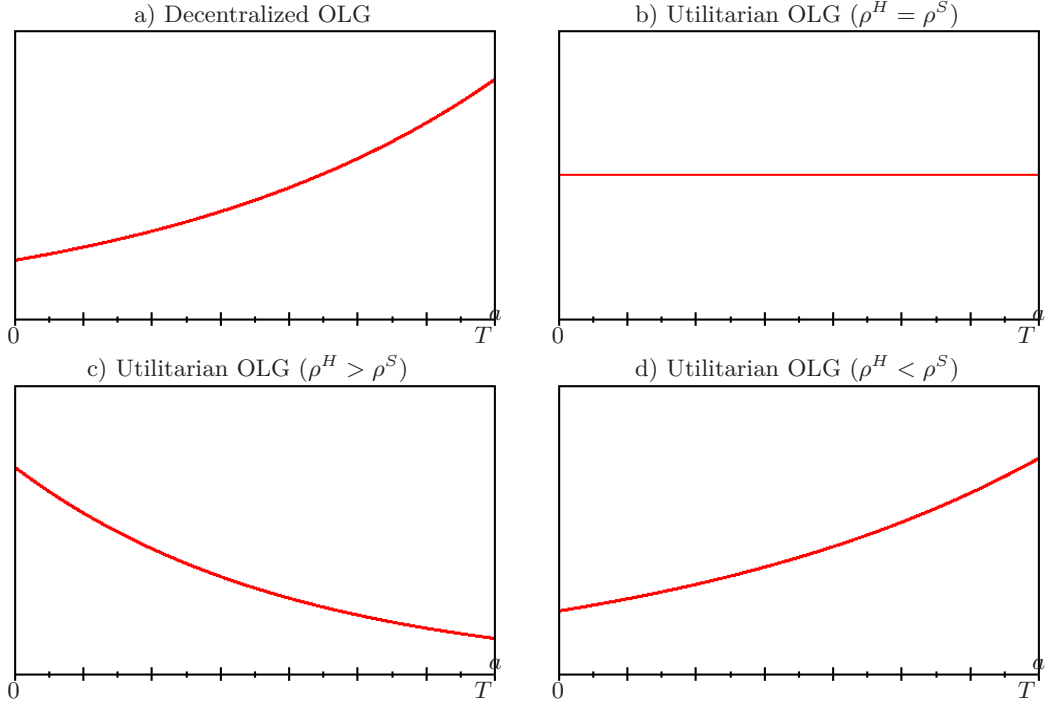 a) Decentralized OLG
b) Utilitarian OLG (ρ^H = ρ^S)
a
0
T
a
0
T
c) Utilitarian OLG (ρ^H > ρ^S)
d) Utilitarian OLG (ρ^H < ρ^S)
a
0
T
a
0
T